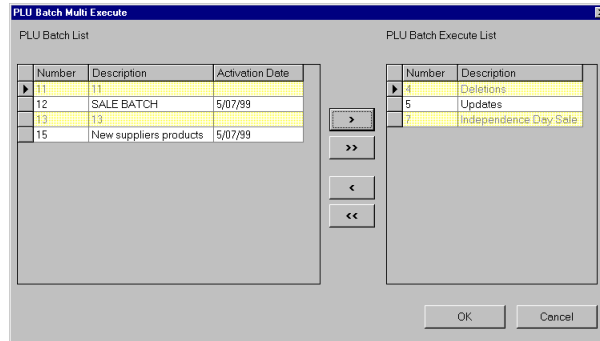 PLU Batch Multi Execute
PLU Batch List
PLU Batch Execute List
Number Description Activation Date
11 11
12 SALE BATCH 5/07/99
13 13
15 New suppliers products 5/07/99
Number Description
4 Deletions
5 Updates
7 Independence Day Sale
>
>>
<
<<
OK Cancel